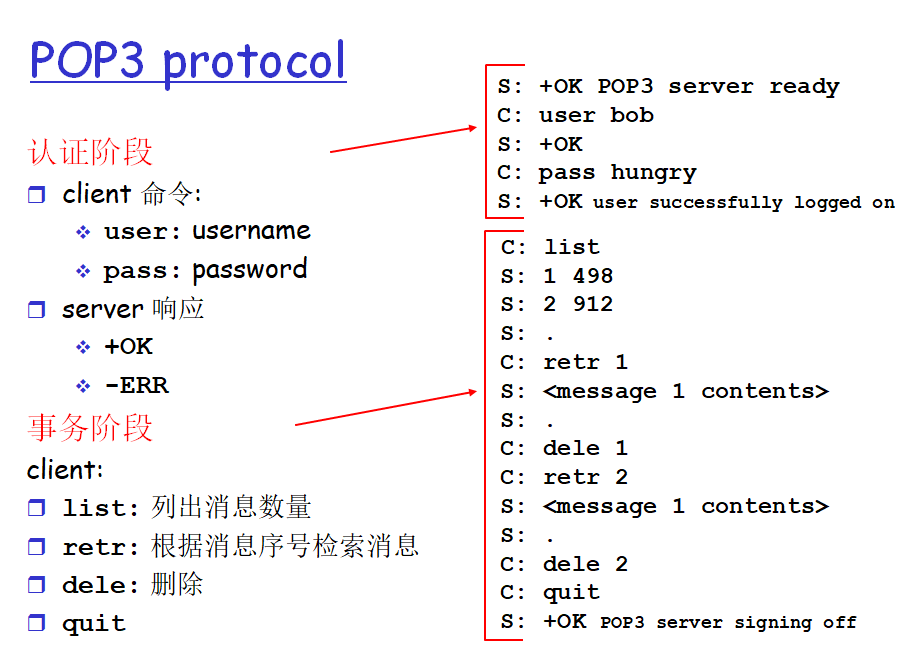 POP3 protocol
认证阶段
client 命令:
user: username
pass: password
server 响应
+OK
-ERR
事务阶段
client:
list: 列出消息数量
retr: 根据消息序号检索消息
dele: 删除
quit
S: +OK POP3 server ready
C: user bob
S: +OK
C: pass hungry
S: +OK user successfully logged on
C: list
S: 1 498
S: 2 912
S: .
C: retr 1
S: <message 1 contents>
S: .
C: dele 1
C: retr 2
S: <message 1 contents>
S: .
C: dele 2
C: quit
S: +OK POP3 server signing off